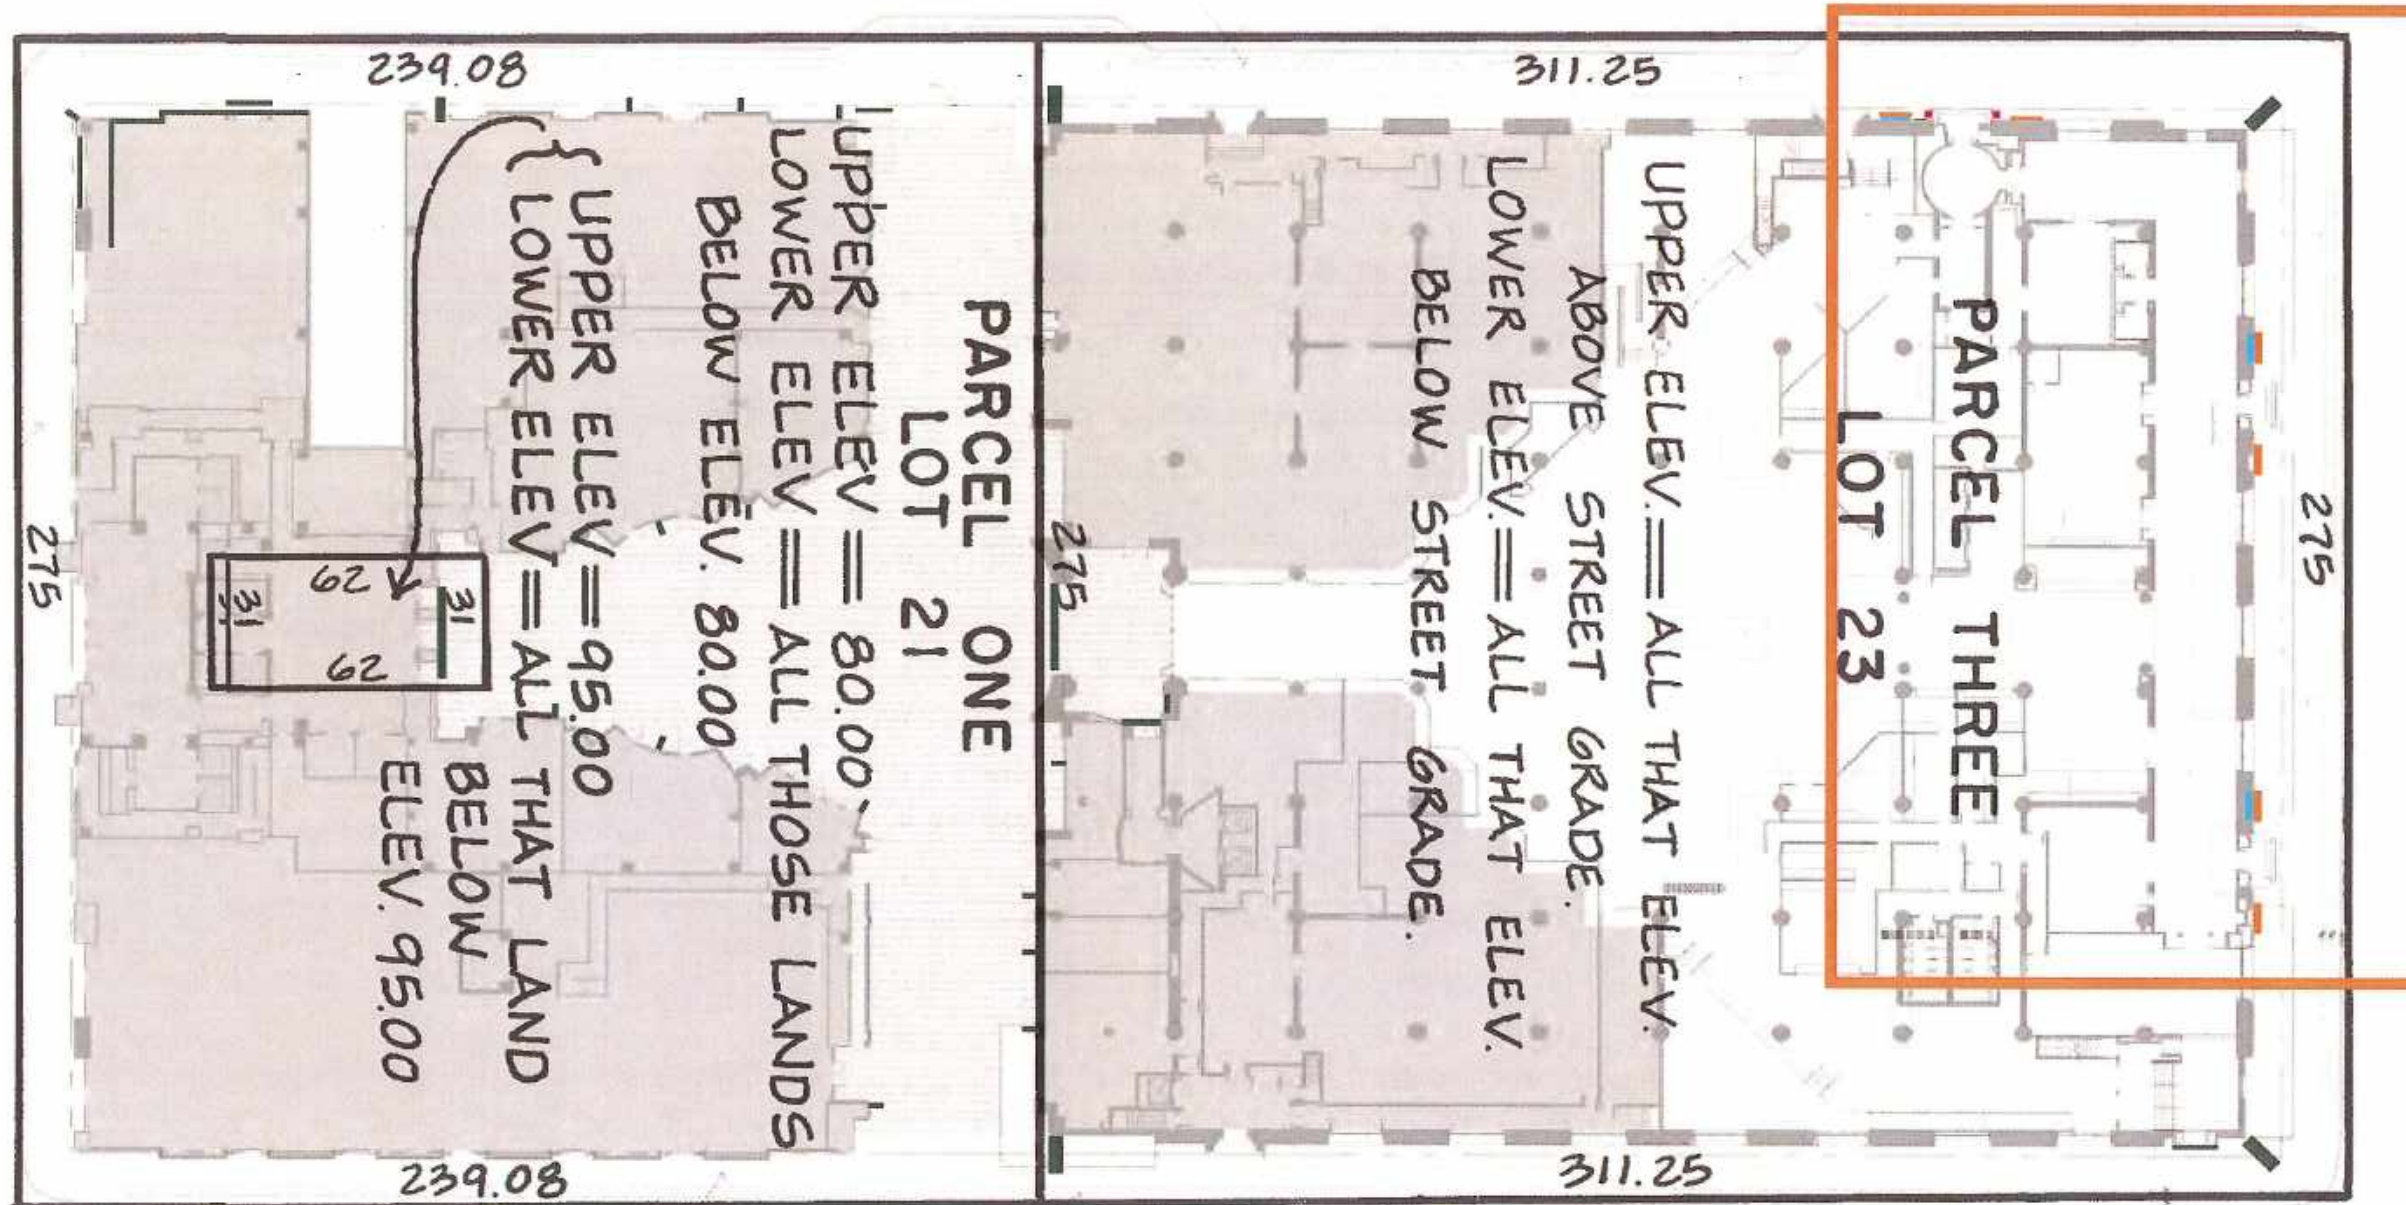 239.08
311.25
PARCEL ONE
LOT 21
UPPER ELEV = 80.00
LOWER ELEV = ALL THOSE LANDS
BELOW ELEV. 80.00
{ UPPER ELEV = 95.00
LOWER ELEV = ALL THAT LAND
BELOW
ELEV. 95.00
62
31
31
62
275
275
PARCEL THREE
LOT 23
UPPER ELEV. = ALL THAT ELEV.
ABOVE STREET GRADE.
LOWER ELEV. = ALL THAT ELEV.
BELOW STREET GRADE.
275
239.08
311.25